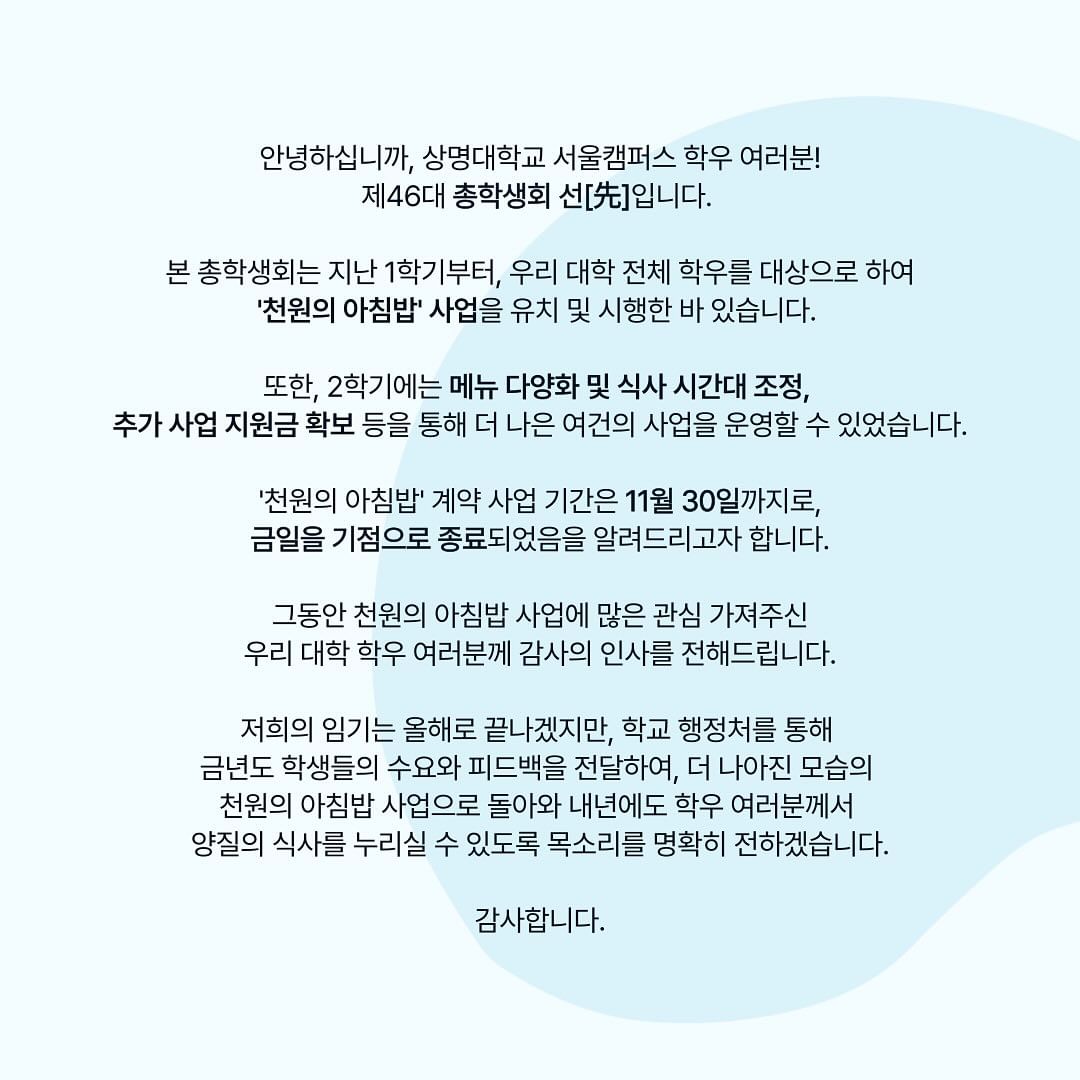 안녕하십니까, 상명대학교 서울캠퍼스 학우 여러분!
제46대 총학생회 선[先]입니다.
본 총학생회는 지난 1학기부터, 우리 대학 전체 학우를 대상으로 하여
'천원의 아침밥' 사업을 유치 및 시행한 바 있습니다.
또한, 2학기에는 메뉴 다양화 및 식사 시간대 조정,
추가 사업 지원금 확보 등을 통해 더 나은 여건의 사업을 운영할 수 있었습니다.
'천원의 아침밥' 계약 사업 기간은 11월 30일까지로,
금일을 기점으로 종료되었음을 알려드리고자 합니다.
그동안 천원의 아침밥 사업에 많은 관심 가져주신
우리 대학 학우 여러분께 감사의 인사를 전해드립니다.
저희의 임기는 올해로 끝나겠지만, 학교 행정처를 통해
금년도 학생들의 수요와 피드백을 전달하여, 더 나아진 모습의
천원의 아침밥 사업으로 돌아와 내년에도 학우 여러분께서
양질의 식사를 누리실 수 있도록 목소리를 명확히 전하겠습니다.
감사합니다.